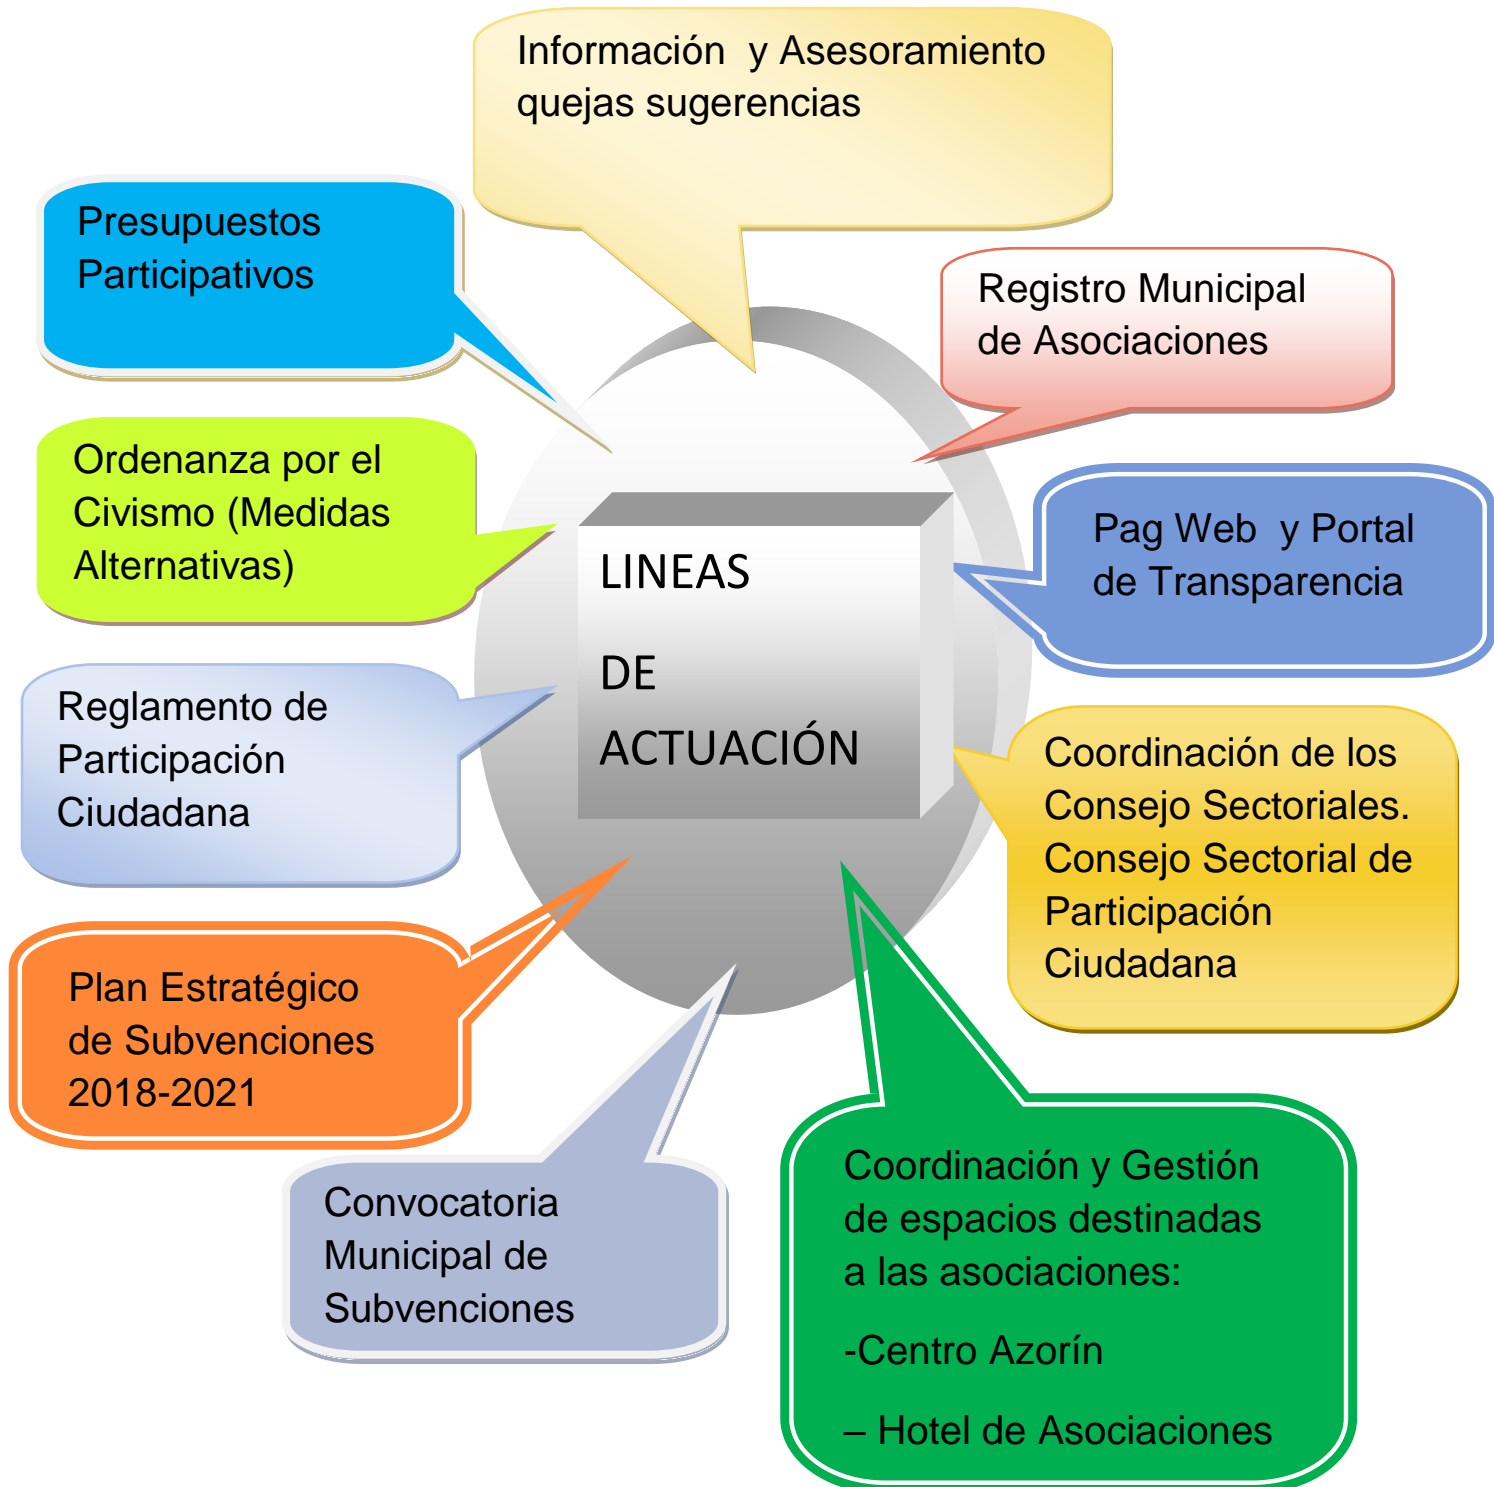 Información y Asesoramiento
quejas sugerencias
Presupuestos
Participativos
Registro Municipal
de Asociaciones
Ordenanza por el
Civismo (Medidas
Alternativas)
Pag Web y Portal
de Transparencia
LINEAS
DE
ACTUACIÓN
Reglamento de
Participación
Ciudadana
Coordinación de los
Consejo Sectoriales.
Consejo Sectorial de
Participación
Ciudadana
Plan Estratégico
de Subvenciones
2018-2021
Convocatoria
Municipal de
Subvenciones
Coordinación y Gestión
de espacios destinadas
a las asociaciones:
-Centro Azorín
– Hotel de Asociaciones